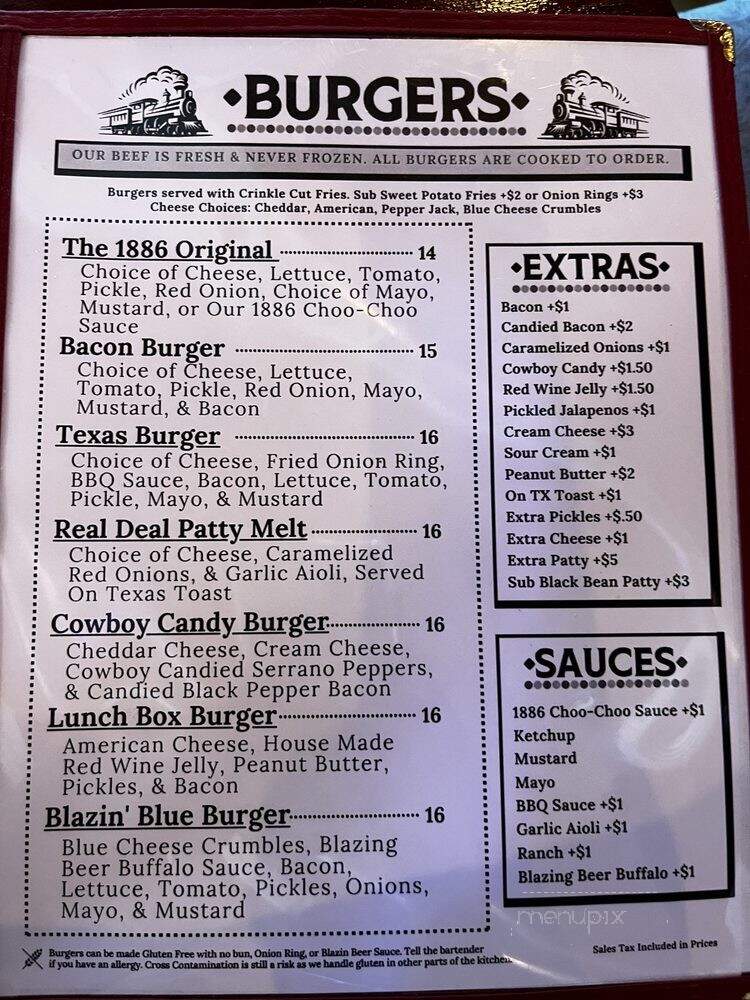 •BURGERS•
OUR BEEF IS FRESH & NEVER FROZEN. ALL BURGERS ARE COOKED TO ORDER.
Burgers served with Crinkle Cut Fries. Sub Sweet Potato Fries +$2 or Onion Rings +$3
Cheese Choices: Cheddar, American, Pepper Jack, Blue Cheese Crumbles
The 1886 Original 14
Choice of Cheese, Lettuce, Tomato,
Pickle, Red Onion, Choice of Mayo,
Mustard, or Our 1886 Choo-Choo
Sauce
Bacon Burger 15
Choice of Cheese, Lettuce,
Tomato, Pickle, Red Onion, Mayo,
Mustard, & Bacon
Texas Burger 16
Choice of Cheese, Fried Onion Ring,
BBQ Sauce, Bacon, Lettuce, Tomato,
Pickle, Mayo, & Mustard
Real Deal Patty Melt 16
Choice of Cheese, Caramelized
Red Onions, & Garlic Aioli, Served
On Texas Toast
Cowboy Candy Burger 16
Cheddar Cheese, Cream Cheese,
Cowboy Candied Serrano Peppers,
& Candied Black Pepper Bacon
Lunch Box Burger 16
American Cheese, House Made
Red Wine Jelly, Peanut Butter,
Pickles, & Bacon
Blazin' Blue Burger 16
Blue Cheese Crumbles, Blazing
Beer Buffalo Sauce, Bacon,
Lettuce, Tomato, Pickles, Onions,
Mayo, & Mustard
•EXTRAS•
Bacon +$1
Candied Bacon +$2
Caramelized Onions +$1
Cowboy Candy +$1.50
Red Wine Jelly +$1.50
Pickled Jalapenos +$1
Cream Cheese +$3
Sour Cream +$1
Peanut Butter +$2
On TX Toast +$1
Extra Pickles +$.50
Extra Cheese +$1
Extra Patty +$5
Sub Black Bean Patty +$3
•SAUCES•
1886 Choo-Choo Sauce +$1
Ketchup
Mustard
Mayo
BBQ Sauce +$1
Garlic Aioli +$1
Ranch +$1
Blazing Beer Buffalo +$1
menupix
Burgers can be made Gluten Free with no bun, Onion Ring, or Blazin Beer Sauce. Tell the bartender
if you have an allergy. Cross Contamination is still a risk as we handle gluten in other parts of the kitchen.
Sales Tax Included in Prices